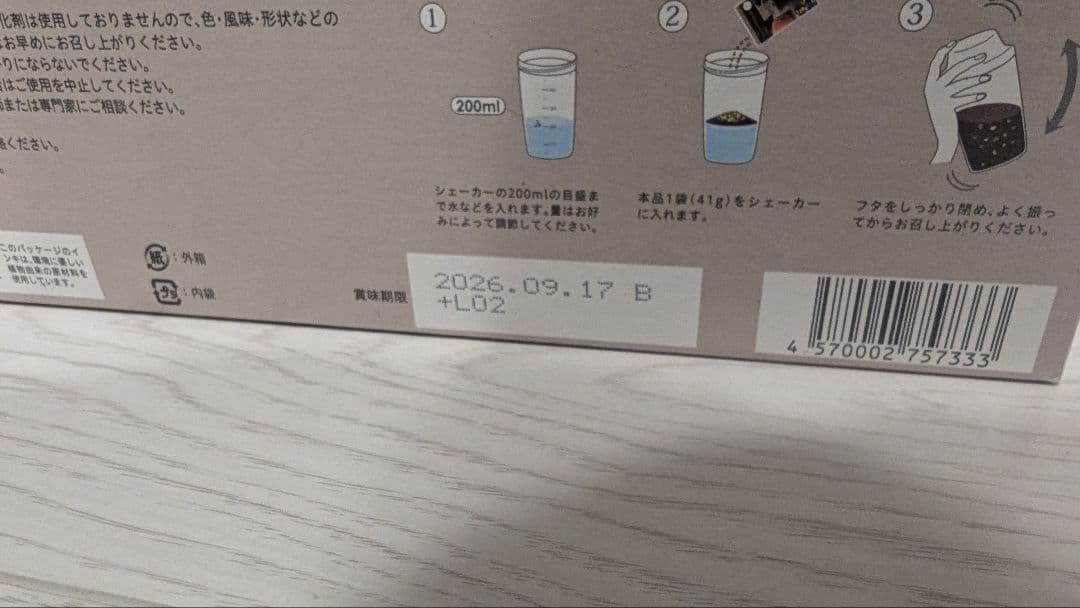 化剤は使用しておりませんので、色・風味・形状などの
お早めにお召し上がりください。
りにならないでください。
はご使用を中止してください。
または専門家にご相談ください。
ください。
①
200ml
シェーカーの200mlの目盛ま
で水などを入れます。量はお好
みによって調節してください。
②
本品1袋(41g)をシェーカー
に入れます。
③
フタをしっかり閉め、よく振っ
てからお召し上がりください。
このパッケージのイ
ンキは、環境に優しい
植物由来の原材料を
使用しています。
紙:外箱
プラ:内袋
賞味期限
2026.09.17 B
+L02
4 570002 757333